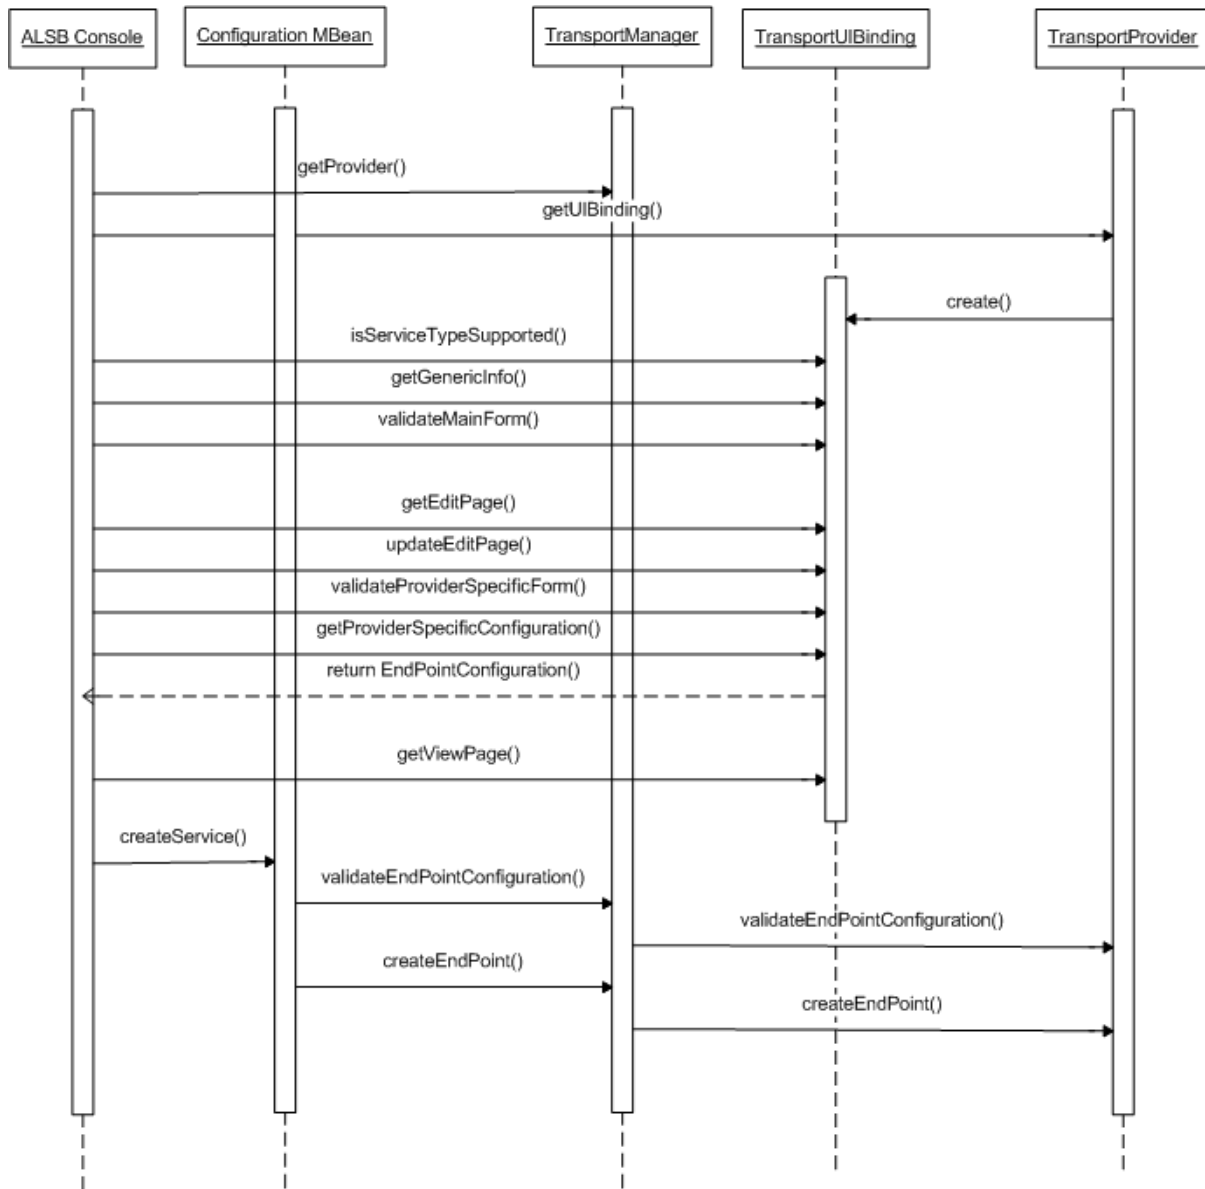 ALSB Console
Configuration MBean
TransportManager
TransportUIBinding
TransportProvider
getProvider()
getUIBinding()
create()
isServiceTypeSupported()
getGenericInfo()
validateMainForm()
getEditPage()
updateEditPage()
validateProviderSpecificForm()
getProviderSpecificConfiguration()
return EndPointConfiguration()
getViewPage()
createService()
validateEndPointConfiguration()
validateEndPointConfiguration()
createEndPoint()
createEndPoint()